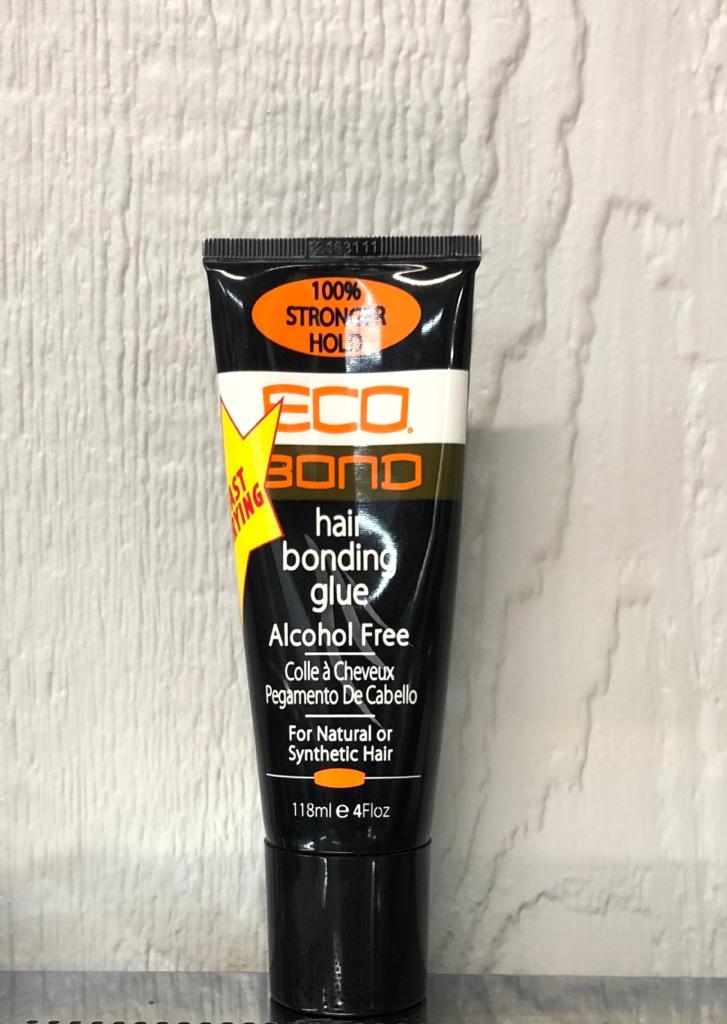 100%
STRONGER
HOLD
ECO.
BOND
hair
bonding
glue
Alcohol Free
Colle à Cheveux
Pegamento De Cabello
For Natural or
Synthetic Hair
118ml ℮ 4Floz